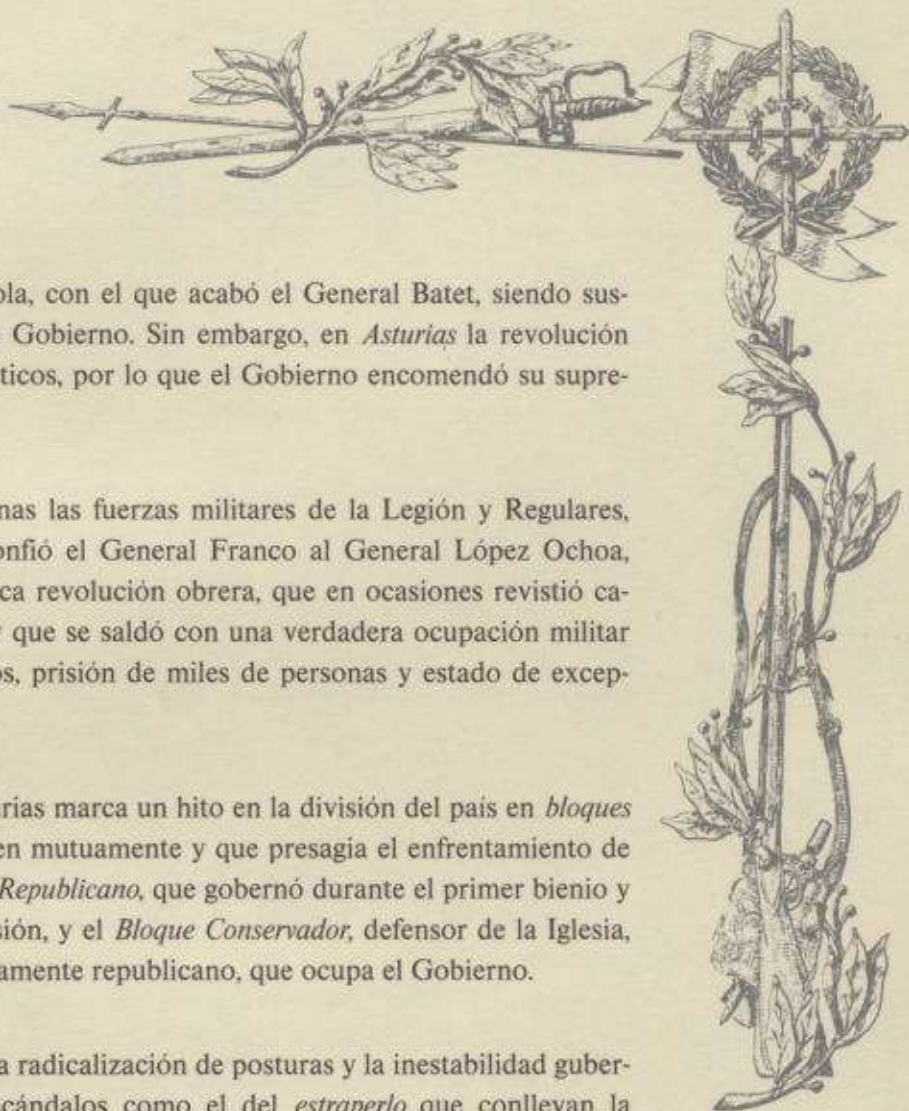 ola, con el que acabó el General Batet, siendo sus-
Gobierno. Sin embargo, en Asturias la revolución
ticos, por lo que el Gobierno encomendó su supre-
nas las fuerzas militares de la Legión y Regulares,
onfió el General Franco al General López Ochoa,
ca revolución obrera, que en ocasiones revistió ca-
y que se saldó con una verdadera ocupación militar
os, prisión de miles de personas y estado de excep-
urias marca un hito en la división del país en bloques
en mutuamente y que presagia el enfrentamiento de
Republicano, que gobernó durante el primer bienio y
sión, y el Bloque Conservador, defensor de la Iglesia,
amente republicano, que ocupa el Gobierno.
a radicalización de posturas y la inestabilidad guber-
cándalos como el del estraperlo que conllevan la